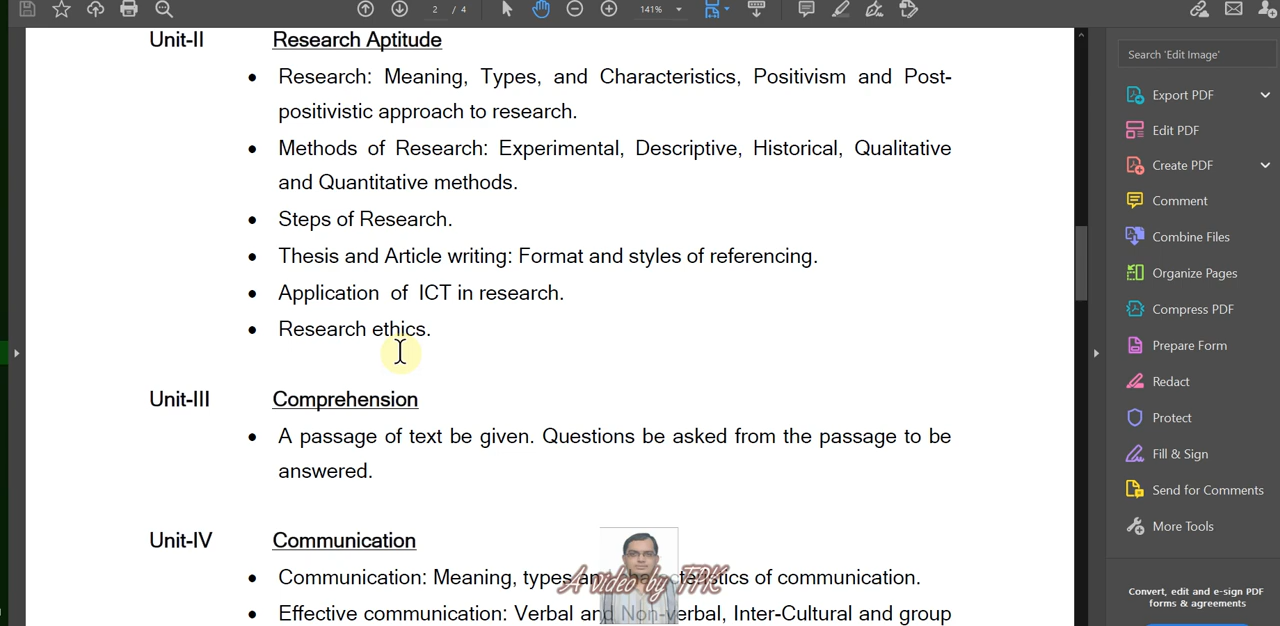 2 / 4
141%
Unit-II Research Aptitude
• Research: Meaning, Types, and Characteristics, Positivism and Post-
positivistic approach to research.
• Methods of Research: Experimental, Descriptive, Historical, Qualitative
and Quantitative methods.
• Steps of Research.
• Thesis and Article writing: Format and styles of referencing.
• Application of ICT in research.
• Research ethics.
Unit-III Comprehension
• A passage of text be given. Questions be asked from the passage to be
answered.
Unit-IV Communication
• Communication: Meaning, types and characteristics of communication.
A video by TPK
• Effective communication: Verbal and Non-verbal, Inter-Cultural and group
Search 'Edit Image'
Export PDF
Edit PDF
Create PDF
Comment
Combine Files
Organize Pages
Compress PDF
Prepare Form
Redact
Protect
Fill & Sign
Send for Comments
More Tools
Convert, edit and e-sign PDF
forms & agreements